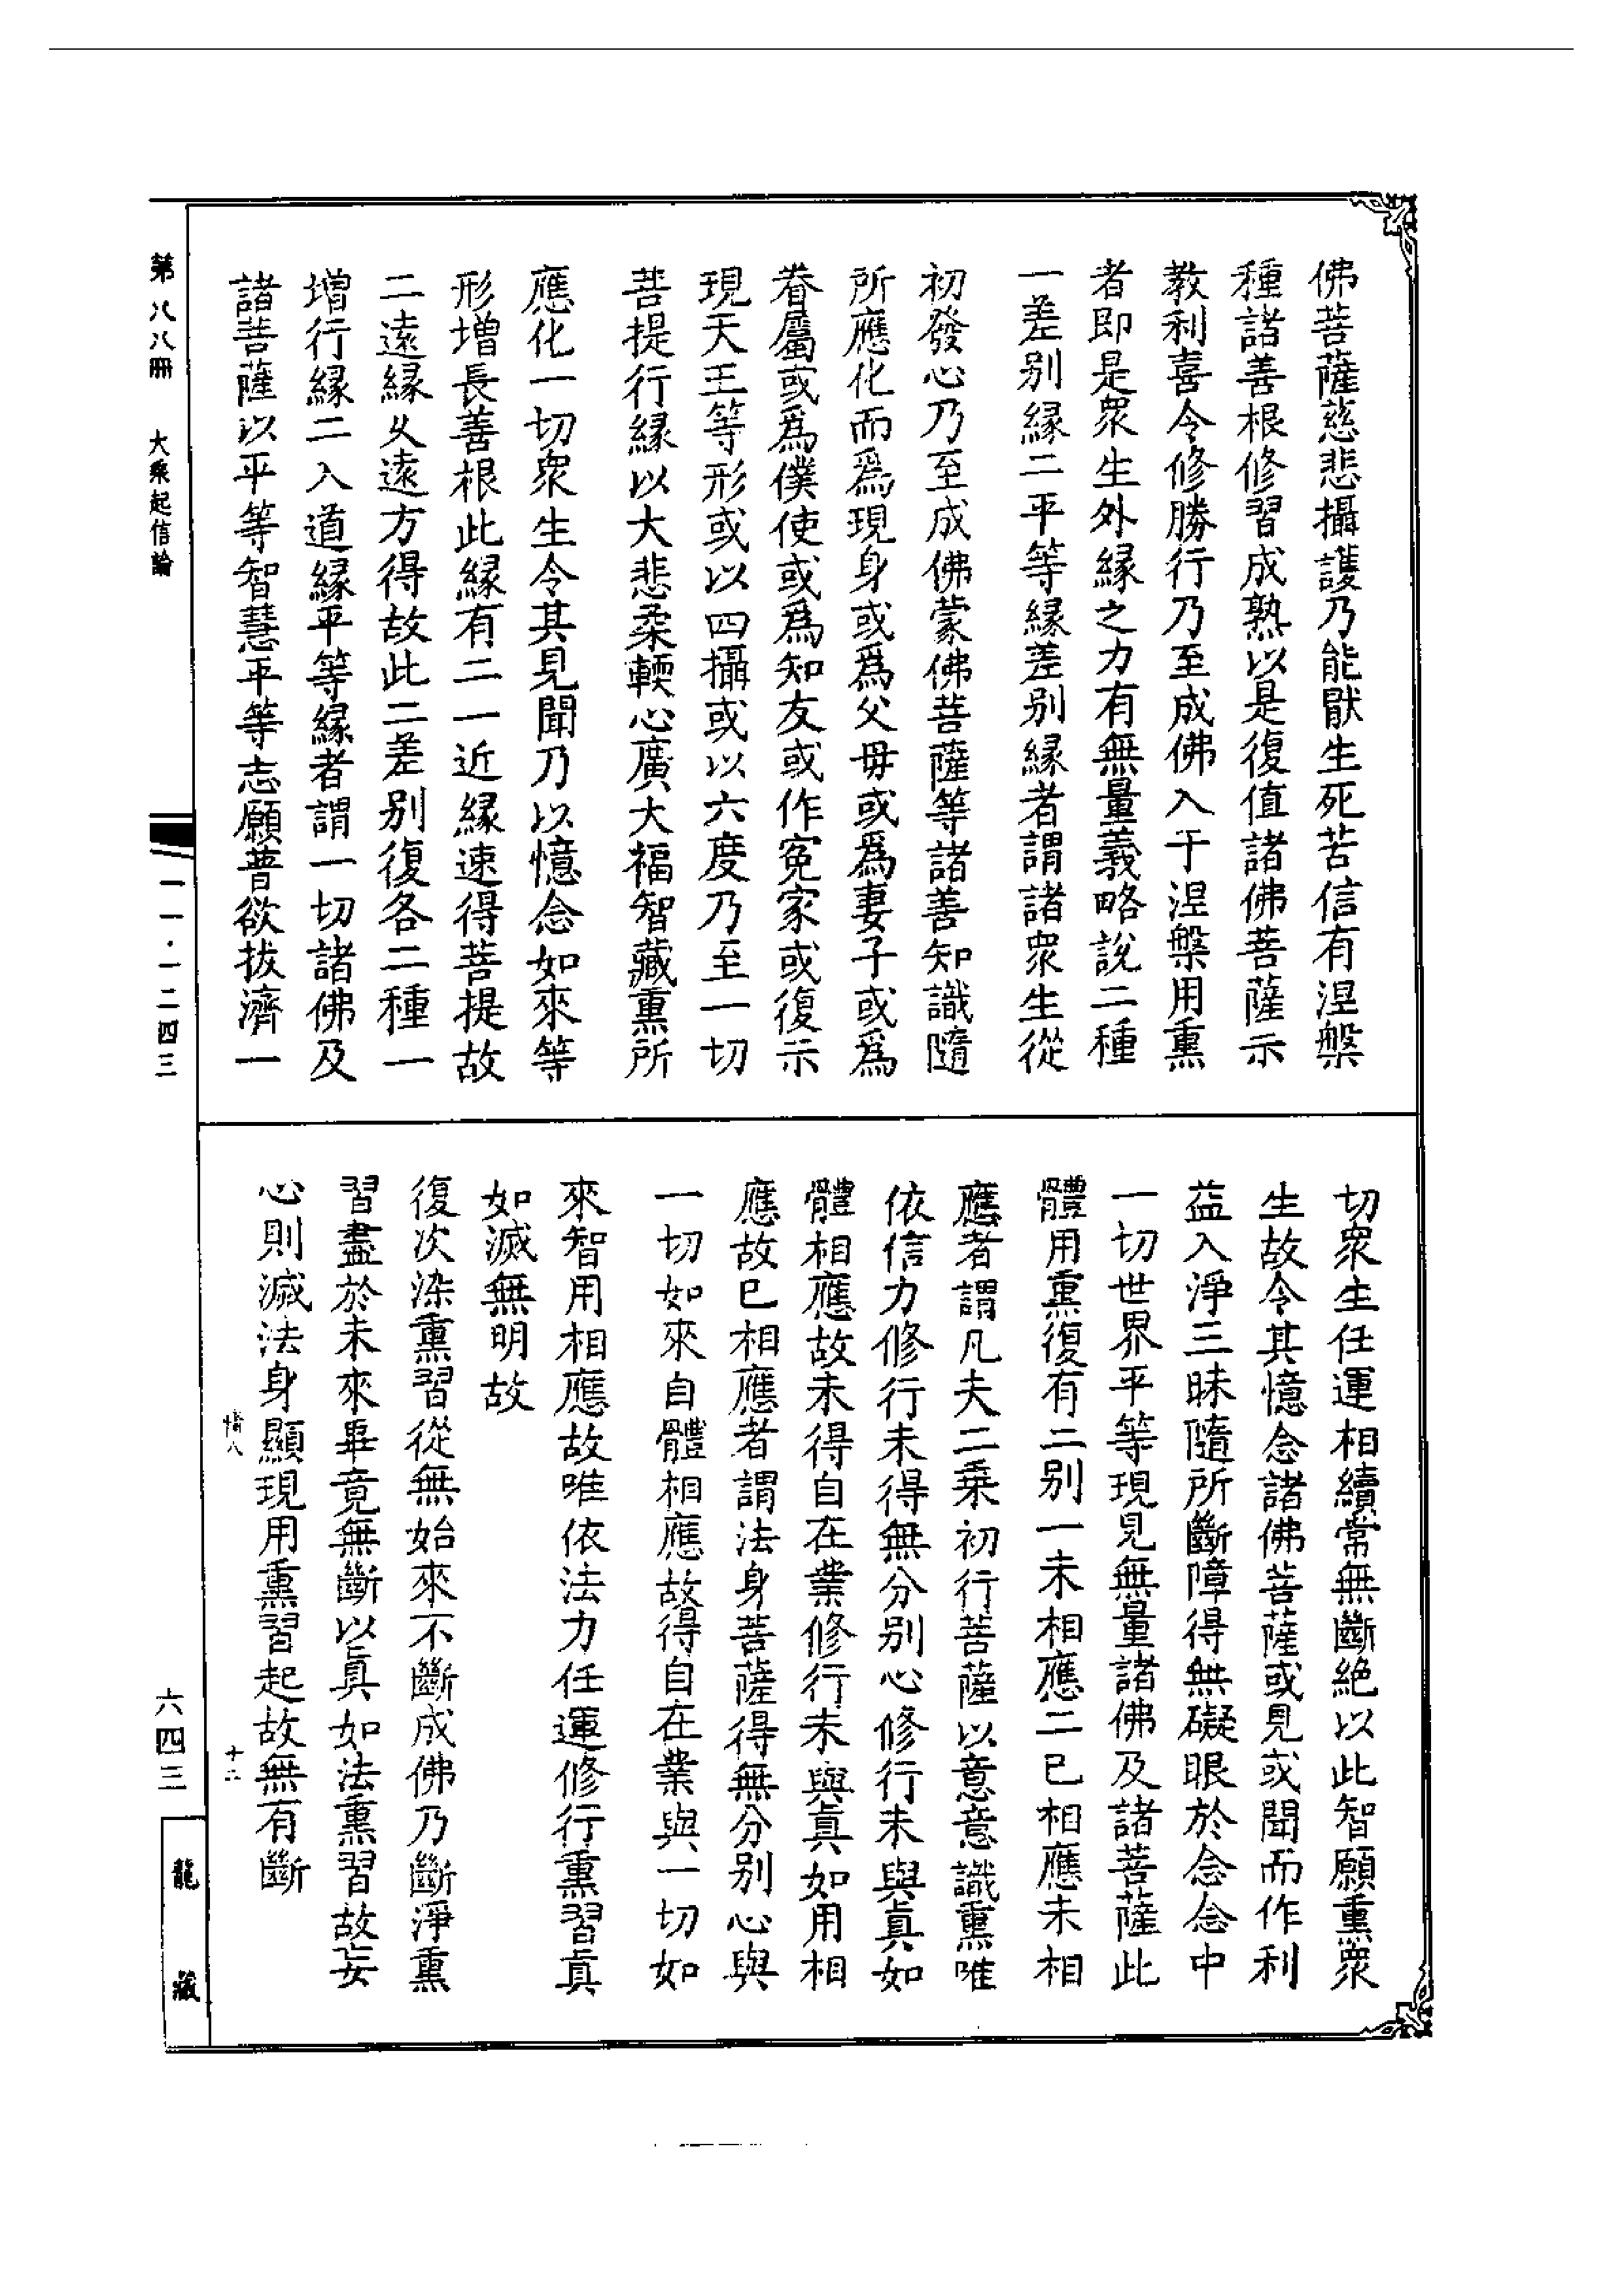 佛菩薩慈悲攝護乃能猒生死苦信有涅槃
種諸善根修習成熟以是復值諸佛菩薩示
教利喜令修勝行乃至成佛入于涅槃用熏
者即是眾生外緣之力有無量義略說二種
一差別緣二平等緣差別緣者謂諸眾生從
初發心乃至成佛蒙佛菩薩等諸善知識隨
所應化而為現身或為父母或為妻子或為
眷屬或為僕使或為知友或作冤家或復示
現天王等形或以四攝或以六度乃至一切
菩提行緣以大悲柔輭心廣大福智藏熏所
應化一切眾生令其見聞乃以憶念如來等
形增長善根此緣有二一近緣速得菩提故
二遠緣久遠方得故此二差別復各二種一
增行緣二入道緣平等緣者謂一切諸佛及
諸菩薩以平等智慧平等志願普欲拔濟一
切眾生任運相續常無斷絕以此智願熏眾
生故令其憶念諸佛菩薩或見或聞而作利
益入淨三昧隨所斷障得無礙眼於念念中
一切世界平等現見無量諸佛及諸菩薩此
體用熏復有二別一未相應二已相應未相
應者謂凡夫二乘初行菩薩以意意識熏唯
依信力修行未得無分別心修行未與真如
體相應故未得自在業修行未與真如用相
應故已相應者謂法身菩薩得無分別心與
一切如來自體相應故得自在業與一切如
來智用相應故唯依法力任運修行熏習真
如滅無明故
復次染熏習從無始來不斷成佛乃斷淨熏
習盡於未來畢竟無斷以真如法熏習故妄
心則滅法身顯現用熏習起故無有斷
十二
第八八冊 大乘起信論
一一·一二四三
六四三
龍藏